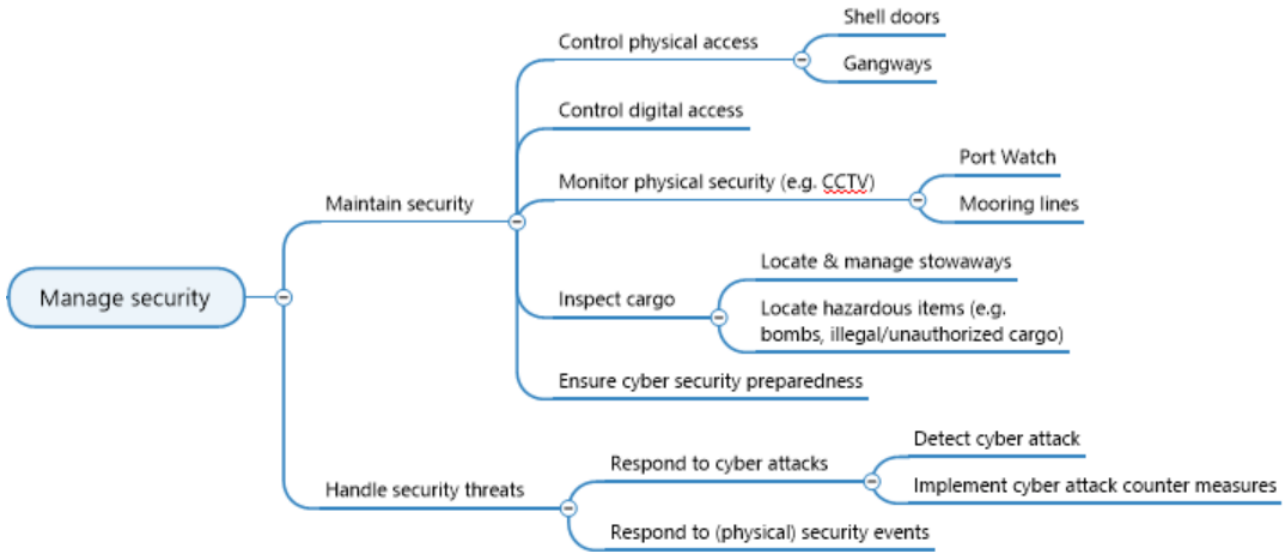 Manage security
Maintain security
Control physical access
Shell doors
Gangways
Control digital access
Monitor physical security (e.g. CCTV)
Port Watch
Mooring lines
Inspect cargo
Locate & manage stowaways
Locate hazardous items (e.g.
bombs, illegal/unauthorized cargo)
Ensure cyber security preparedness
Handle security threats
Respond to cyber attacks
Detect cyber attack
Implement cyber attack counter measures
Respond to (physical) security events